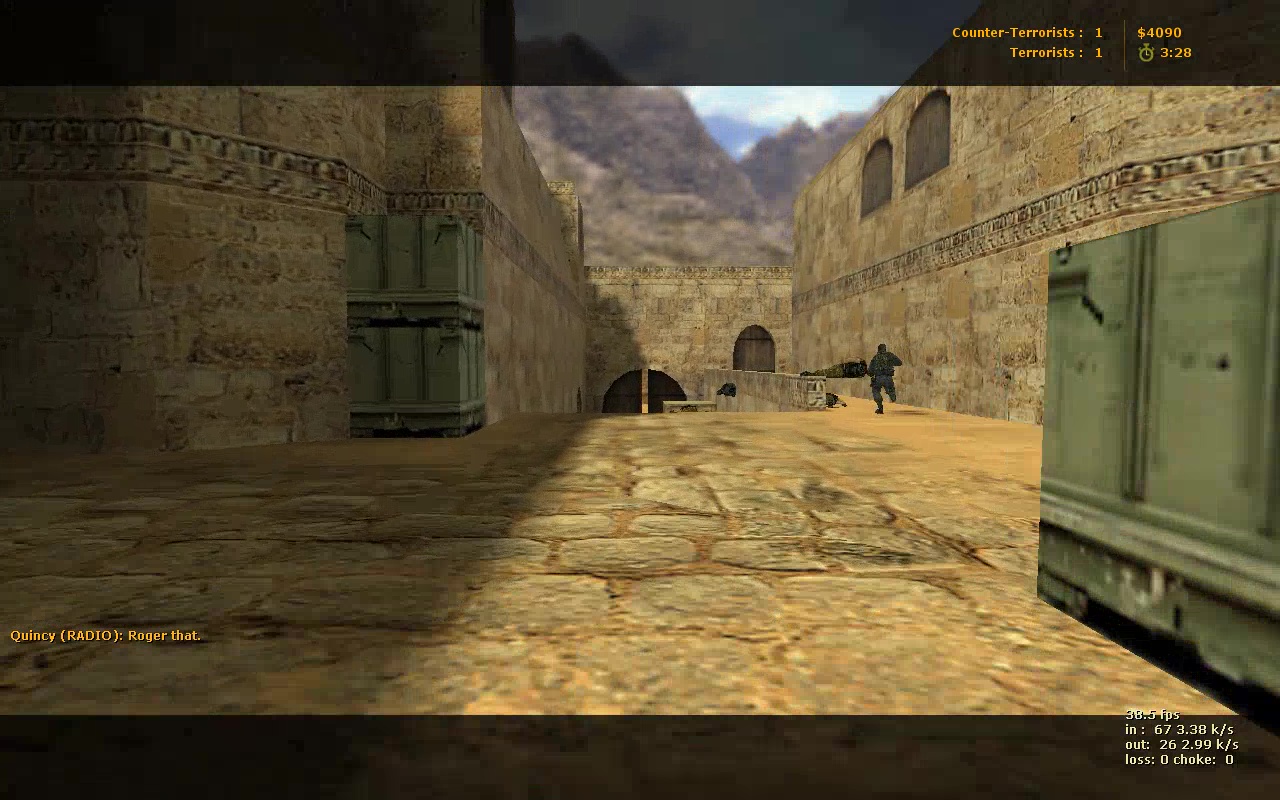 Counter-Terrorists : 1 $4090
Terrorists : 1 3:28
Quincy (RADIO): Roger that.
38.5 fps
in : 67 3.38 k/s
out: 26 2.99 k/s
loss: 0 choke: 0